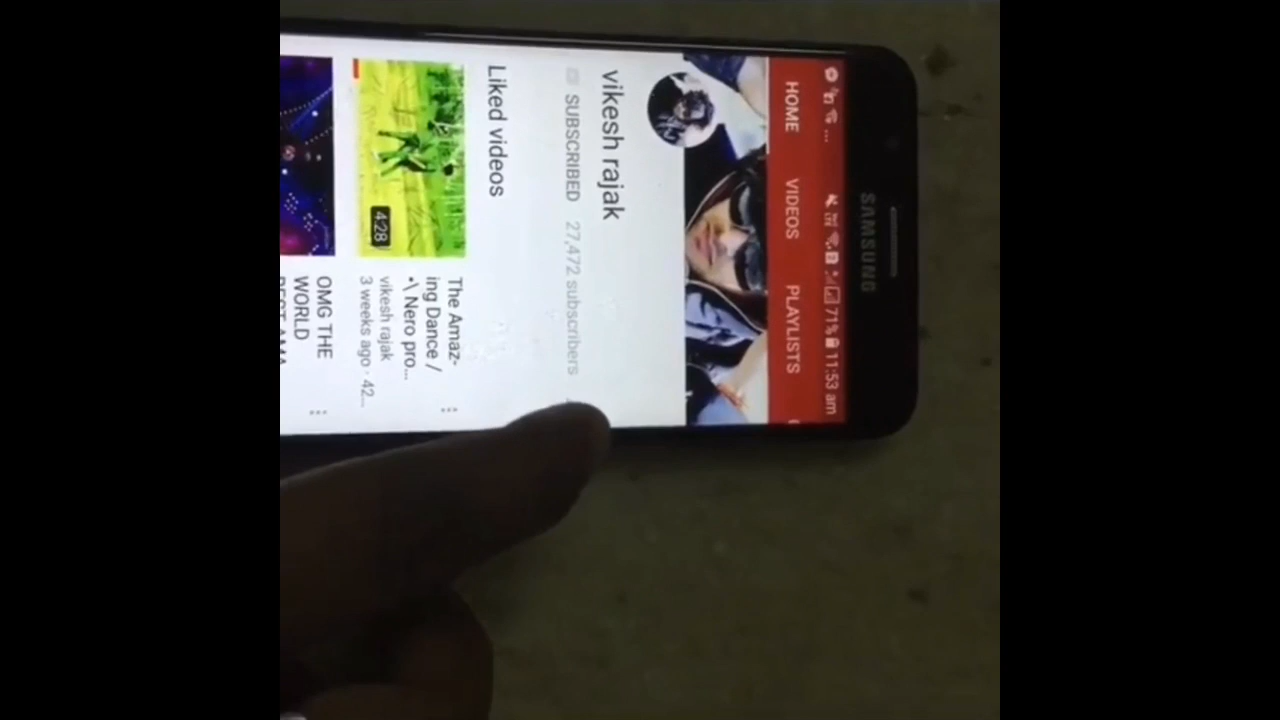 SAMSUNG
71% 11:53 am
HOME VIDEOS PLAYLISTS
vikesh rajak
SUBSCRIBED 27,472 subscribers
Liked videos
4:28
The Amaz-
ing Dance /
•\ Nero pro...
vikesh rajak
3 weeks ago · 42...
OMG THE
WORLD